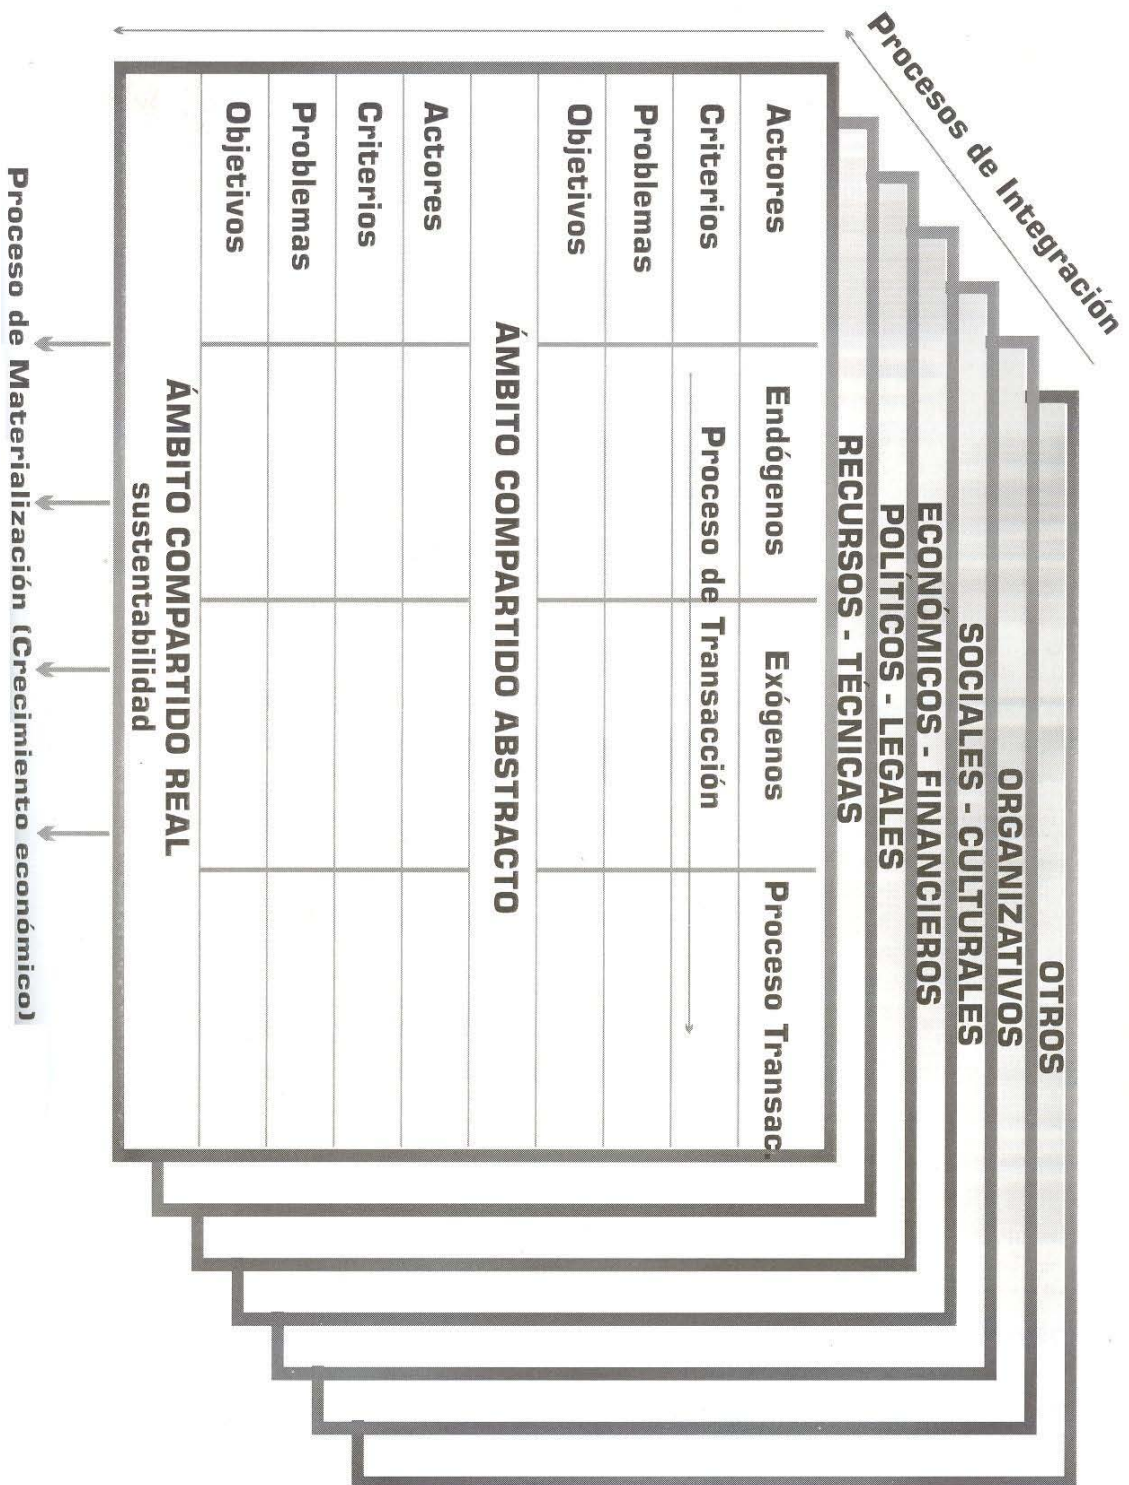 Procesos de Integración
OTROS
ORGANIZATIVOS
SOCIALES - CULTURALES
ECONÓMICOS - FINANCIEROS
POLÍTICOS - LEGALES
RECURSOS - TÉCNICAS
Actores Endógenos Exógenos Proceso Transac.
Criterios Proceso de Transacción
Problemas
Objetivos
ÁMBITO COMPARTIDO ABSTRACTO
Actores
Criterios
Problemas
Objetivos
ÁMBITO COMPARTIDO REAL
sustentabilidad
Proceso de Materialización (Crecimiento económico)